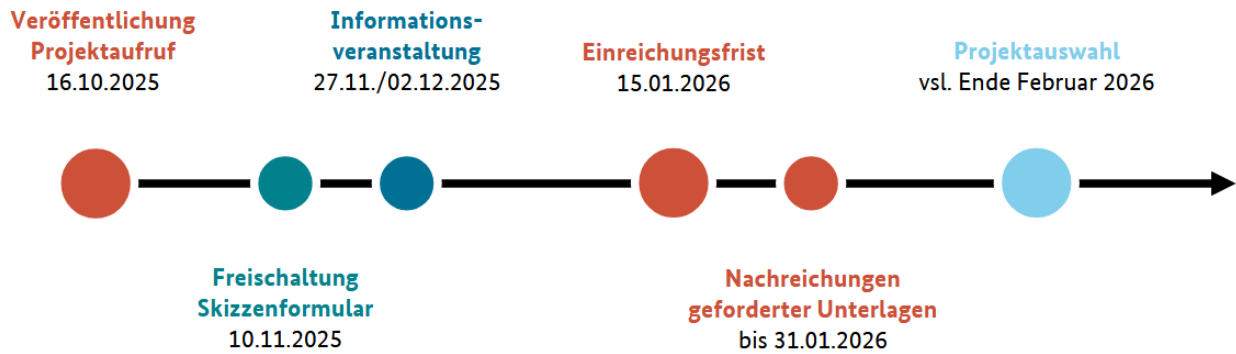 Veröffentlichung
Projektaufruf
16.10.2025
Informations-
veranstaltung
27.11./02.12.2025
Einreichungsfrist
15.01.2026
Projektauswahl
vsl. Ende Februar 2026
Freischaltung
Skizzenformular
10.11.2025
Nachreichungen
geforderter Unterlagen
bis 31.01.2026